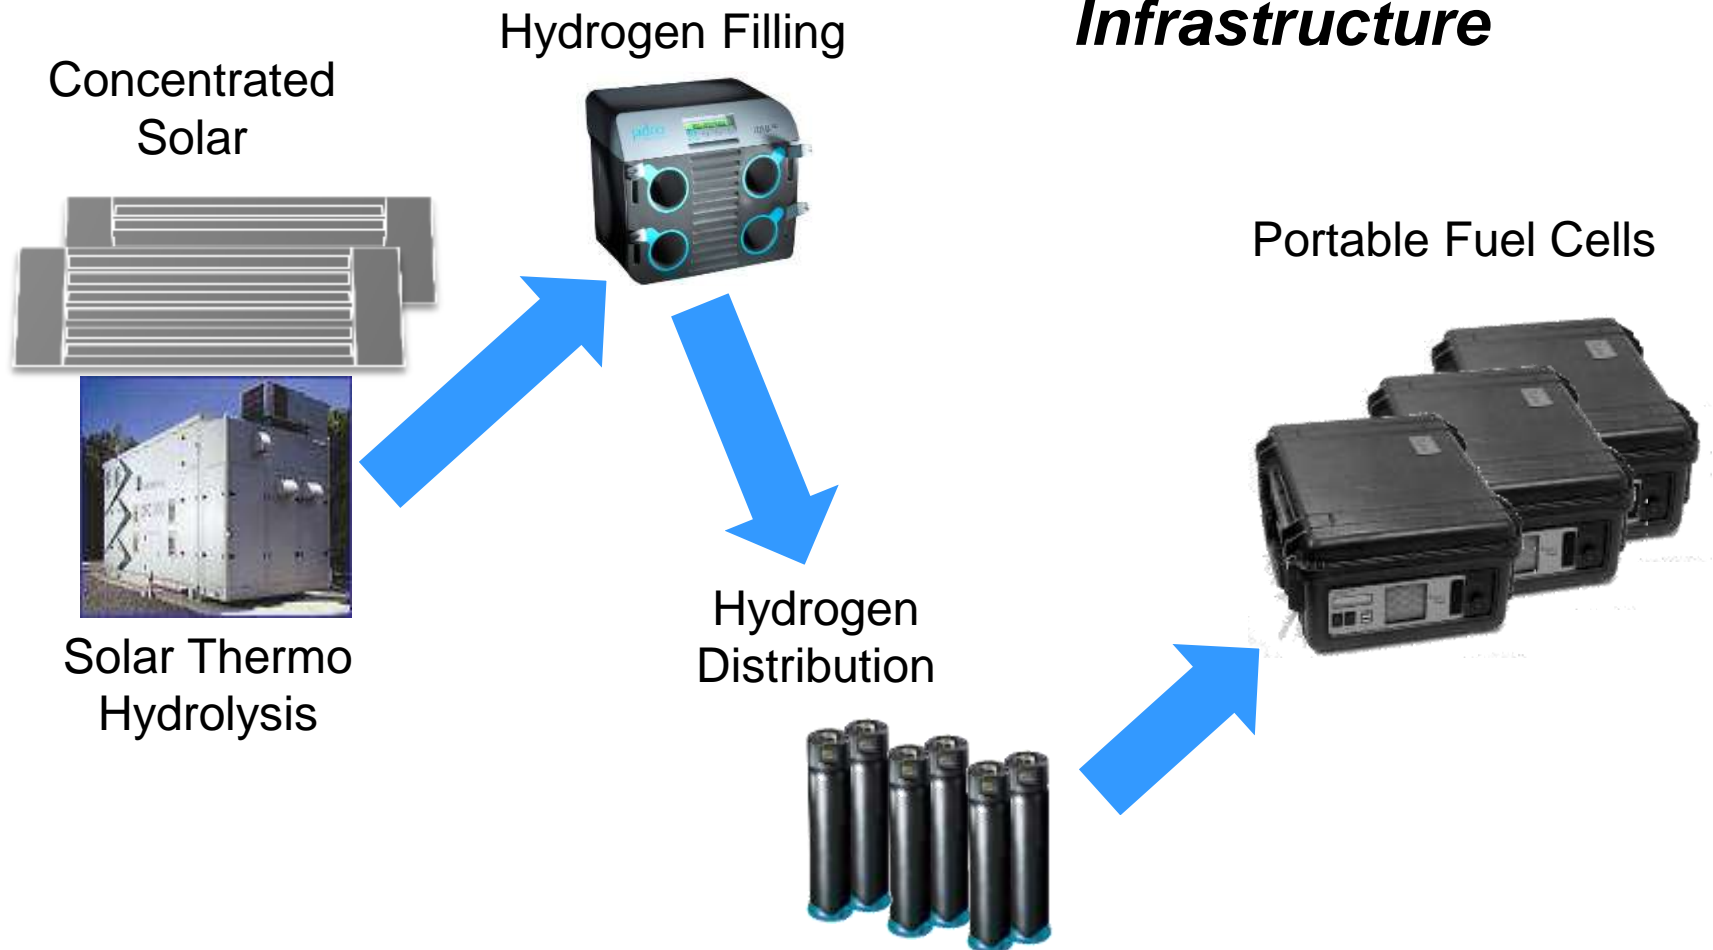 Infrastructure
Hydrogen Filling
Concentrated
Solar
Portable Fuel Cells
Hydrogen
Distribution
Solar Thermo
Hydrolysis